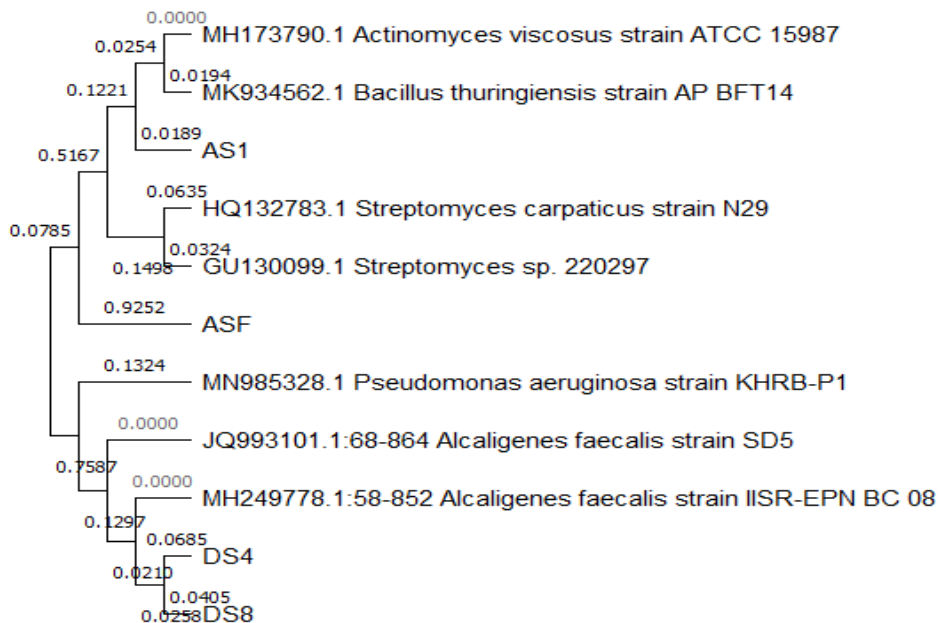 0.0000
MH173790.1 Actinomyces viscosus strain ATCC 15987
0.0254
0.0194
MK934562.1 Bacillus thuringiensis strain AP BFT14
0.1221
0.0189
AS1
0.5167
0.0635
HQ132783.1 Streptomyces carpaticus strain N29
0.0785
0.0324
0.1498
GU130099.1 Streptomyces sp. 220297
0.9252
ASF
0.1324
MN985328.1 Pseudomonas aeruginosa strain KHRB-P1
0.0000
JQ993101.1:68-864 Alcaligenes faecalis strain SD5
0.7587
0.0000
MH249778.1:58-852 Alcaligenes faecalis strain IISR-EPN BC 08
0.1297
0.0685
DS4
0.0210
0.0405
0.0258
DS8